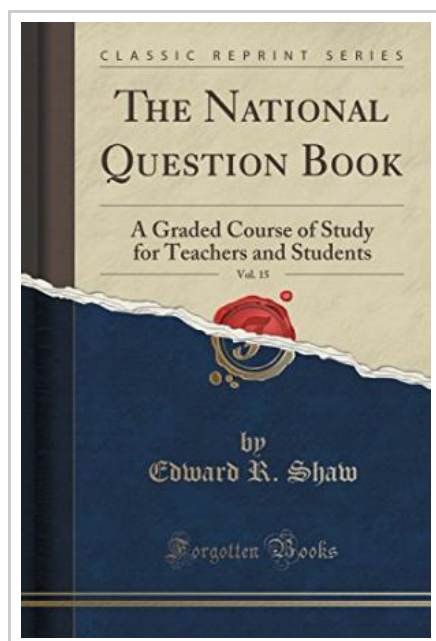 CLASSIC REPRINT SERIES
THE NATIONAL
QUESTION BOOK
A Graded Course of Study
for Teachers and Students
Vol. 15
F
by
Edward R. Shaw
Forgotten Books